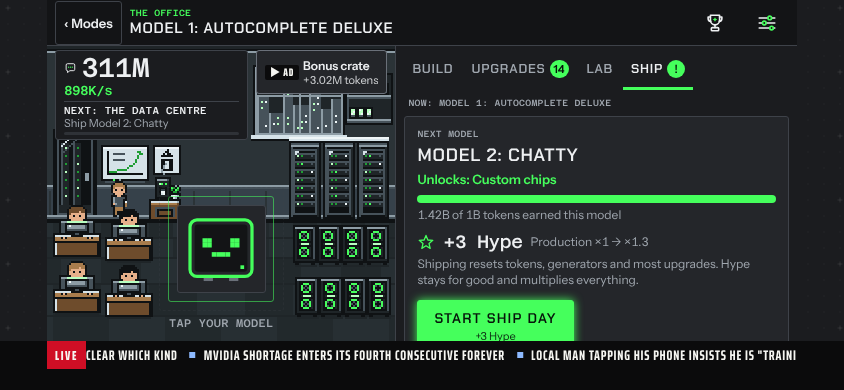 ‹ Modes
THE OFFICE
MODEL 1: AUTOCOMPLETE DELUXE
311M
898K/s
NEXT: THE DATA CENTRE
Ship Model 2: Chatty
AD
Bonus crate
+3.02M tokens
TAP YOUR MODEL
BUILD
UPGRADES 14
LAB
SHIP !
NOW: MODEL 1: AUTOCOMPLETE DELUXE
NEXT MODEL
MODEL 2: CHATTY
Unlocks: Custom chips
1.42B of 1B tokens earned this model
+3 Hype Production ×1 → ×1.3
Shipping resets tokens, generators and most upgrades. Hype
stays for good and multiplies everything.
START SHIP DAY
+3 Hype
LIVE CLEAR WHICH KIND ■ MVIDIA SHORTAGE ENTERS ITS FOURTH CONSECUTIVE FOREVER ■ LOCAL MAN TAPPING HIS PHONE INSISTS HE IS "TRAINI